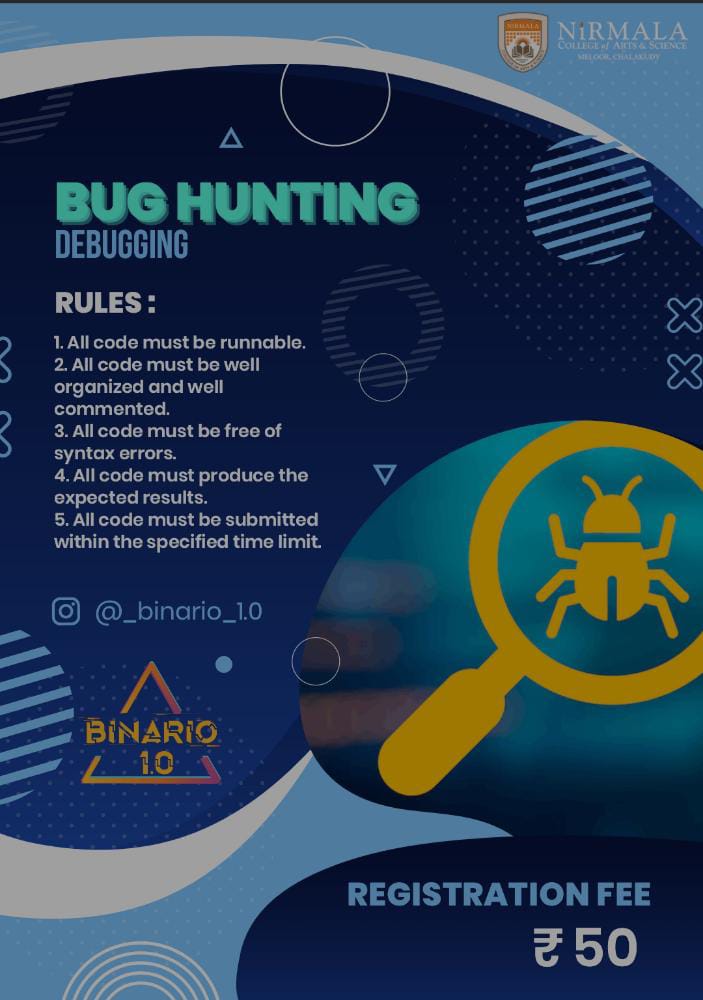 NIRMALA
NIRMALA
COLLEGE of ARTS & SCIENCE
MELOOR, CHALAKUDY
BUG HUNTING
DEBUGGING
RULES :
1. All code must be runnable.
2. All code must be well
organized and well
commented.
3. All code must be free of
syntax errors.
4. All code must produce the
expected results.
5. All code must be submitted
within the specified time limit.
@_binario_1.0
BINARIO
1.0
REGISTRATION FEE
₹ 50